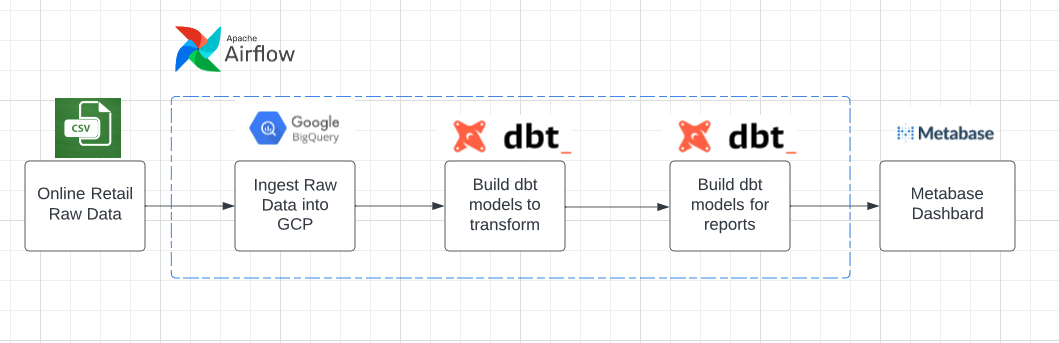 Apache
Airflow
CSV
Google
BigQuery
dbt_
dbt_
Metabase
Online Retail
Raw Data
Ingest Raw
Data into
GCP
Build dbt
models to
transform
Build dbt
models for
reports
Metabase
Dashbard